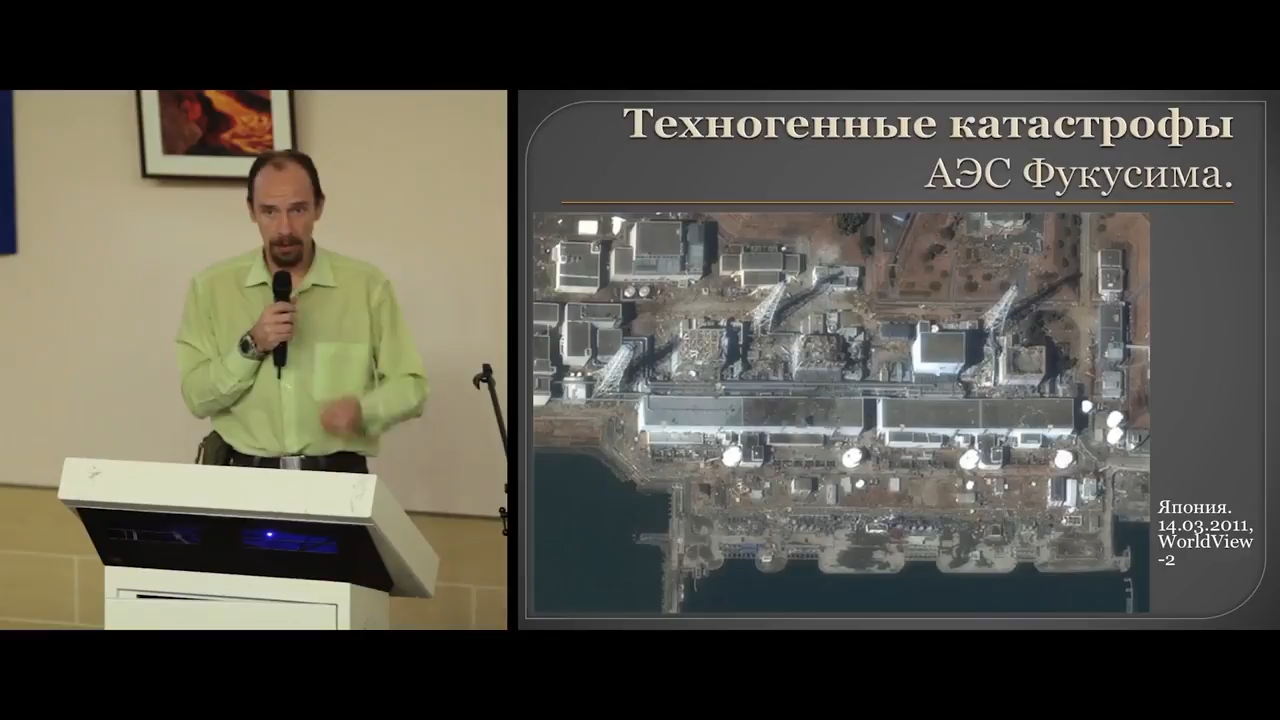 Техногенные катастрофы
АЭС Фукусима.
Япония.
14.03.2011,
WorldView
-2